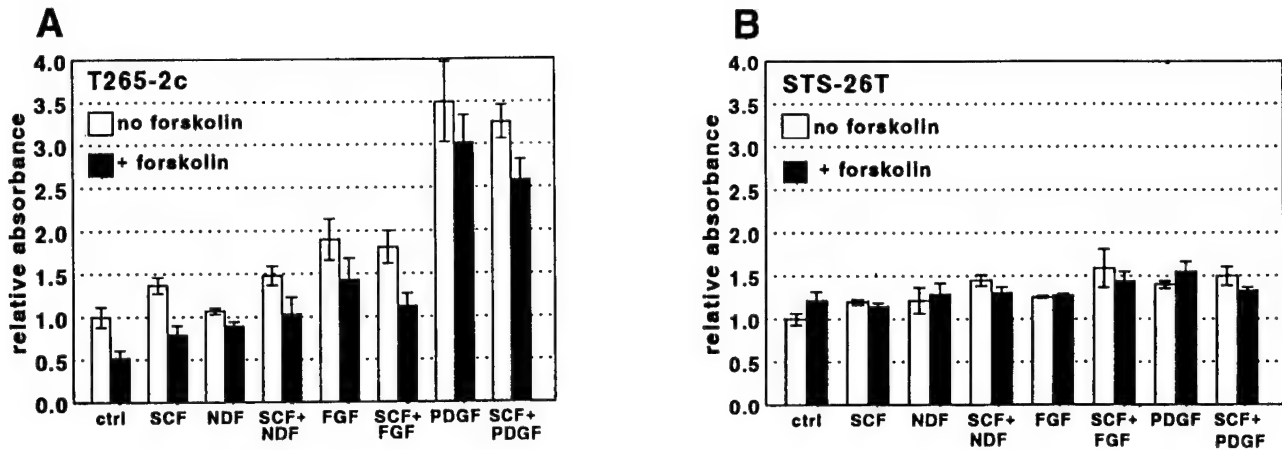 A
T265-2c
no forskolin
+ forskolin
relative absorbance
4.0
3.5
3.0
2.5
2.0
1.5
1.0
0.5
0.0
ctrl
SCF
NDF
SCF+
NDF
FGF
SCF+
FGF
PDGF
SCF+
PDGF
B
STS-26T
no forskolin
+ forskolin
relative absorbance
4.0
3.5
3.0
2.5
2.0
1.5
1.0
0.5
0.0
ctrl
SCF
NDF
SCF+
NDF
FGF
SCF+
FGF
PDGF
SCF+
PDGF